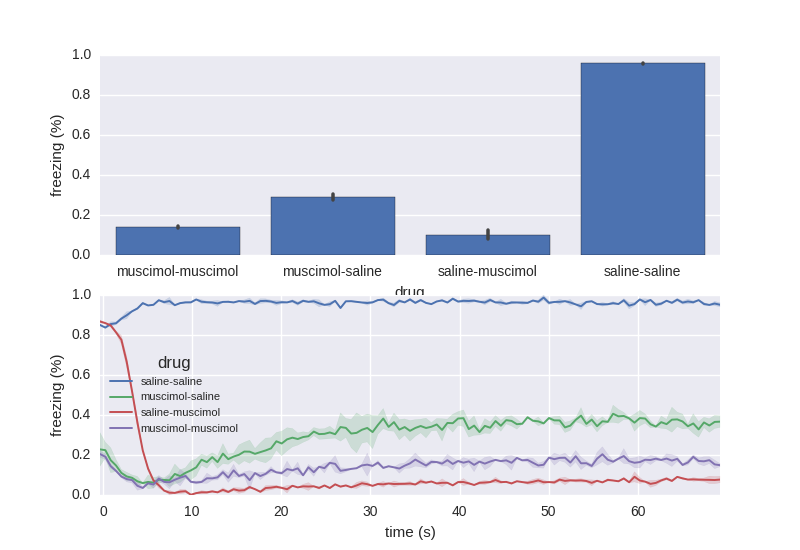 freezing (%)
1.0
0.8
0.6
0.4
0.2
0.0
muscimol-muscimol muscimol-saline saline-muscimol saline-saline
drug
freezing (%)
1.0
0.8
0.6
0.4
0.2
0.0
drug
saline-saline
muscimol-saline
saline-muscimol
muscimol-muscimol
0 10 20 30 40 50 60
time (s)